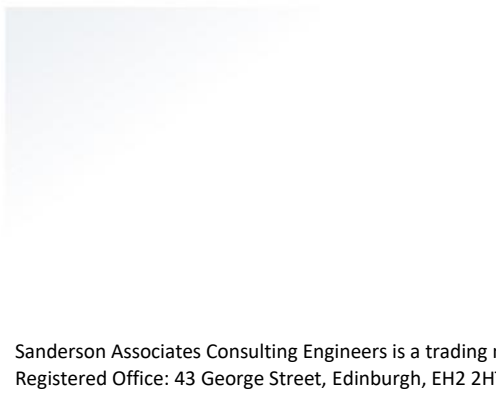 Sanderson Associates Consulting Engineers is a trading
Registered Office: 43 George Street, Edinburgh, EH2